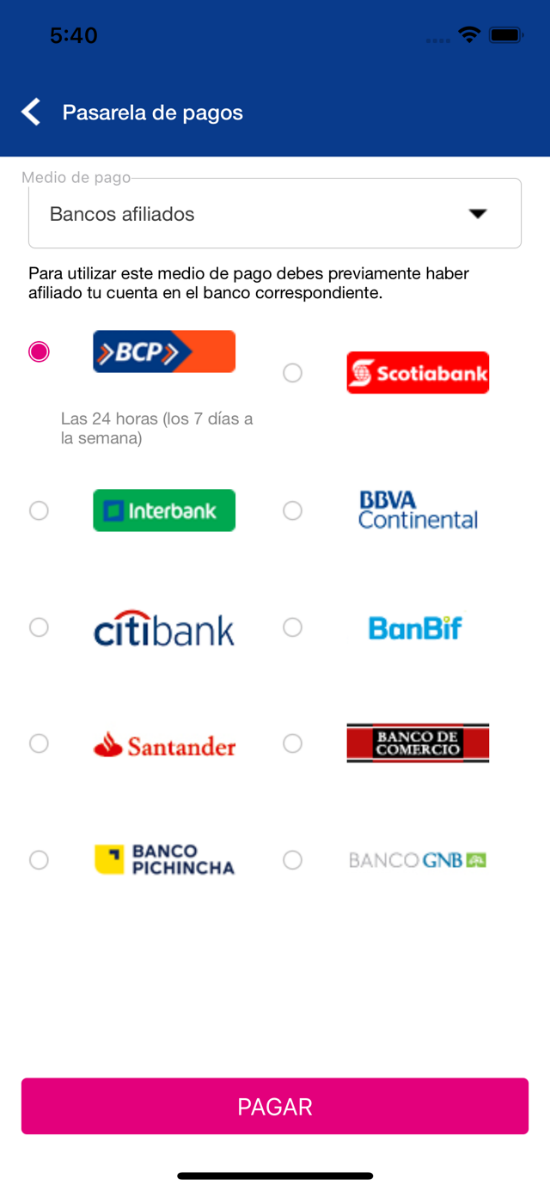 5:40
Pasarela de pagos
Medio de pago
Bancos afiliados
Para utilizar este medio de pago debes previamente haber
afiliado tu cuenta en el banco correspondiente.
BCP
Scotiabank
Las 24 horas (los 7 días a
la semana)
Interbank
BBVA
Continental
citibank
BanBif
Santander
BANCO DE
COMERCIO
BANCO
PICHINCHA
BANCO GNB
PAGAR